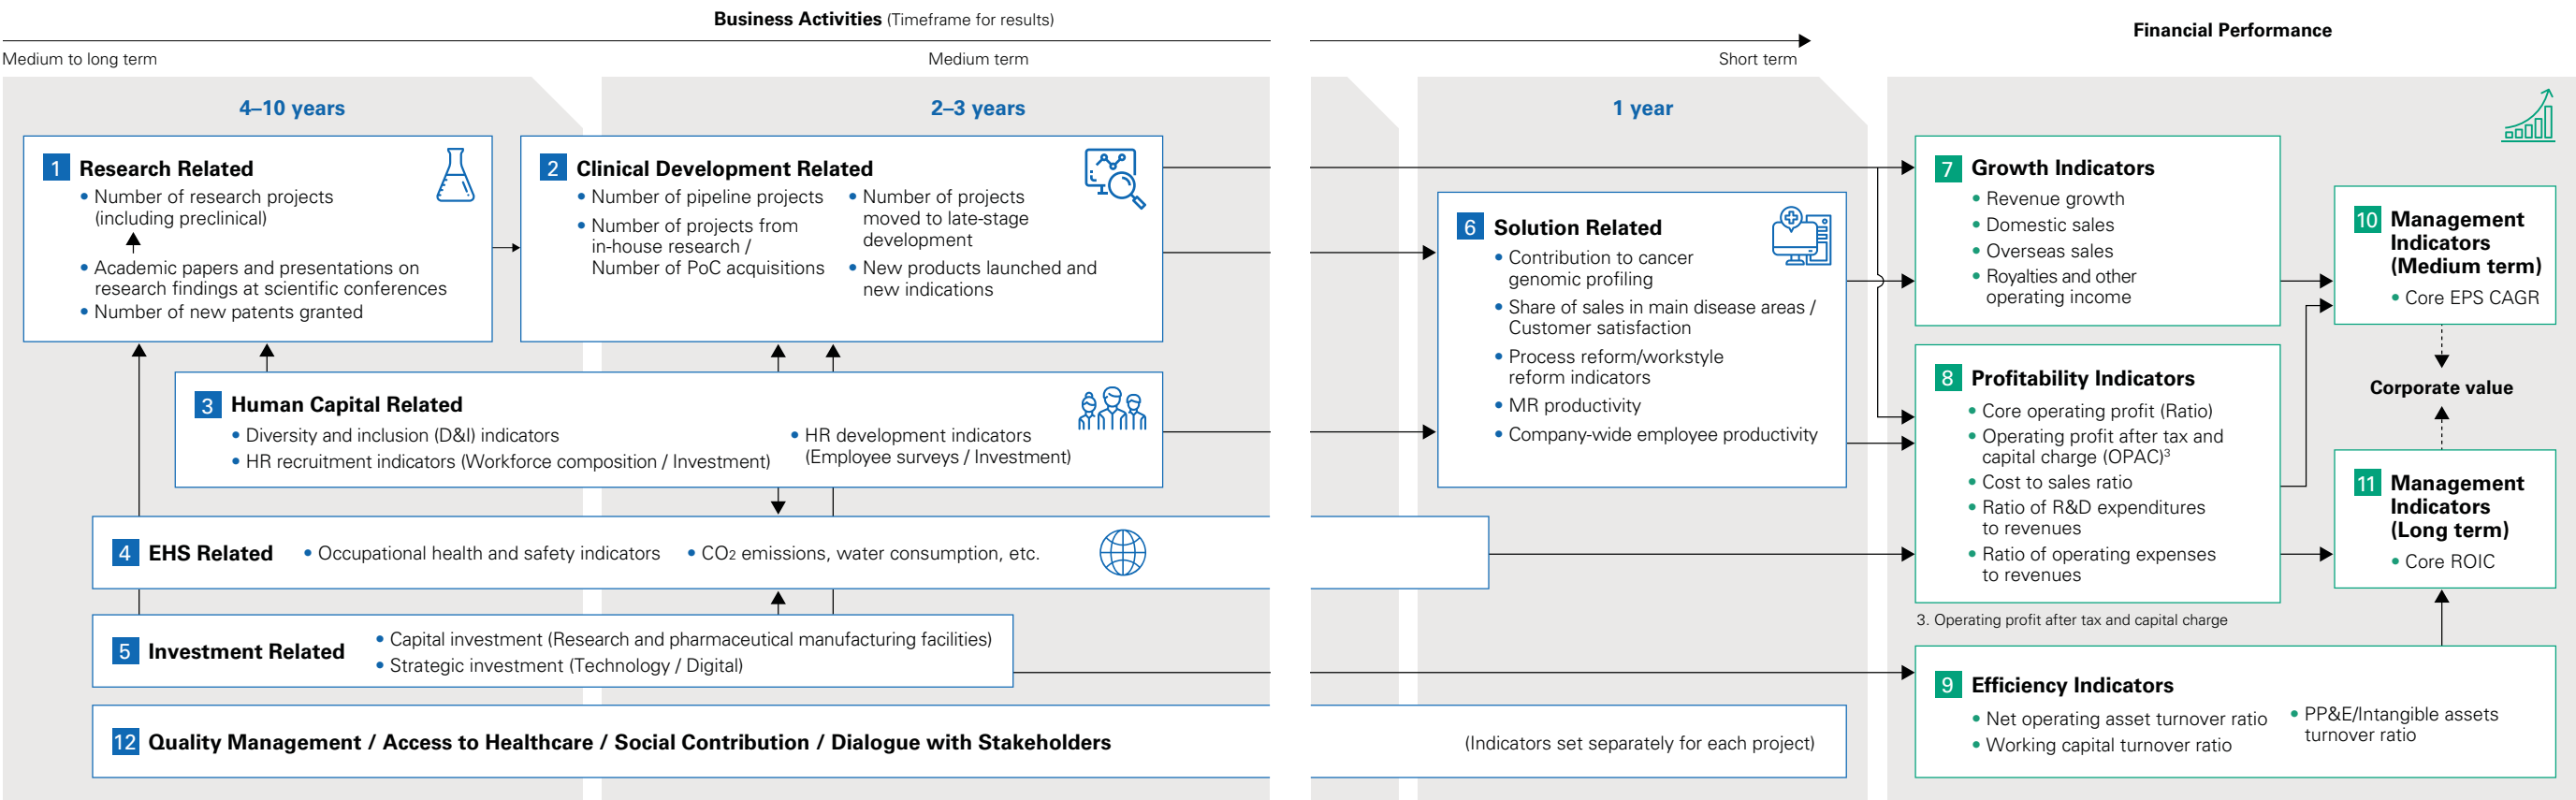 Business Activities (Timeframe for results)
Financial Performance
Medium to long term
Medium term
Short term
4–10 years
2–3 years
1 year
1 Research Related
• Number of research projects
(including preclinical)
• Academic papers and presentations on
research findings at scientific conferences
• Number of new patents granted
2 Clinical Development Related
• Number of pipeline projects
• Number of projects from
in-house research /
Number of PoC acquisitions
• Number of projects
moved to late-stage
development
• New products launched and
new indications
3 Human Capital Related
• Diversity and inclusion (D&I) indicators
• HR recruitment indicators (Workforce composition / Investment)
• HR development indicators
(Employee surveys / Investment)
4 EHS Related
• Occupational health and safety indicators
• CO2 emissions, water consumption, etc.
5 Investment Related
• Capital investment (Research and pharmaceutical manufacturing facilities)
• Strategic investment (Technology / Digital)
12 Quality Management / Access to Healthcare / Social Contribution / Dialogue with Stakeholders
(Indicators set separately for each project)
6 Solution Related
• Contribution to cancer
genomic profiling
• Share of sales in main disease areas /
Customer satisfaction
• Process reform/workstyle
reform indicators
• MR productivity
• Company-wide employee productivity
7 Growth Indicators
• Revenue growth
• Domestic sales
• Overseas sales
• Royalties and other
operating income
8 Profitability Indicators
• Core operating profit (Ratio)
• Operating profit after tax and
capital charge (OPAC)3
• Cost to sales ratio
• Ratio of R&D expenditures
to revenues
• Ratio of operating expenses
to revenues
3. Operating profit after tax and capital charge
9 Efficiency Indicators
• Net operating asset turnover ratio
• Working capital turnover ratio
• PP&E/Intangible assets
turnover ratio
10 Management
Indicators
(Medium term)
• Core EPS CAGR
Corporate value
11 Management
Indicators
(Long term)
• Core ROIC